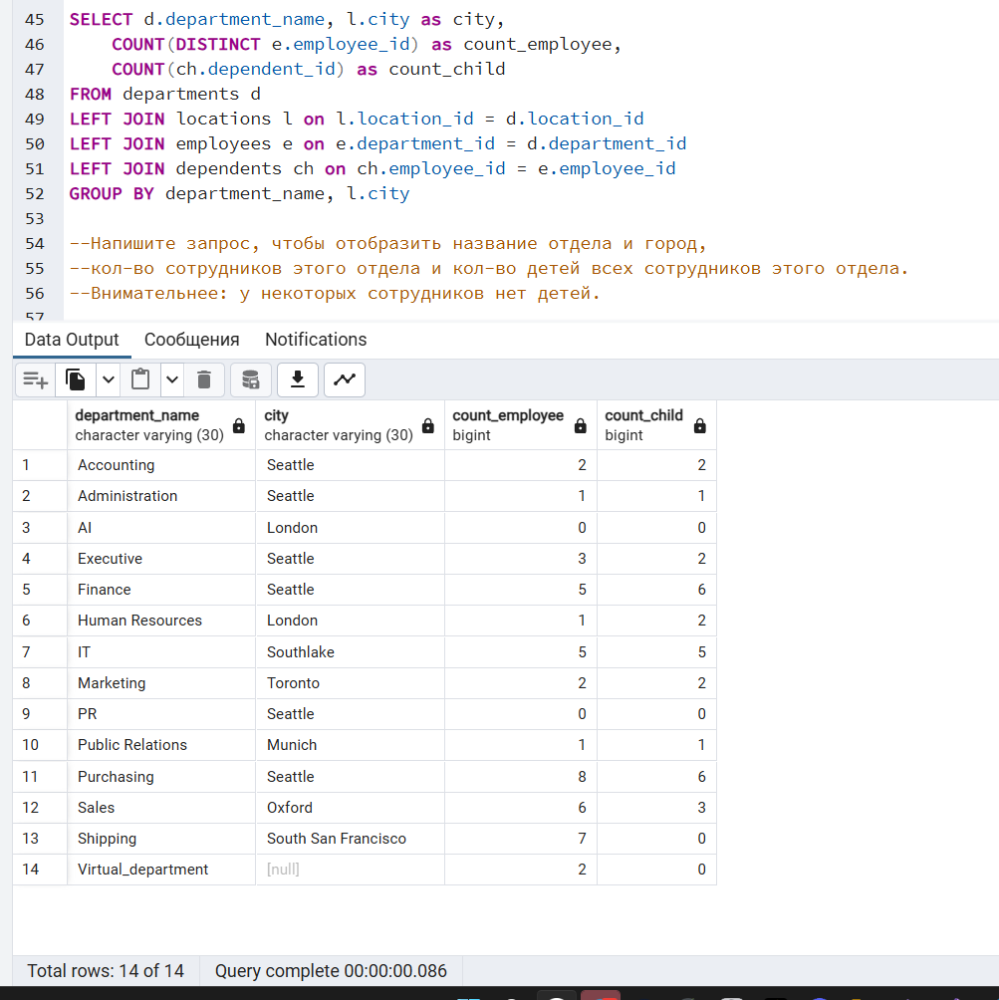 45 SELECT d.department_name, l.city as city,
46 COUNT(DISTINCT e.employee_id) as count_employee,
47 COUNT(ch.dependent_id) as count_child
48 FROM departments d
49 LEFT JOIN locations l on l.location_id = d.location_id
50 LEFT JOIN employees e on e.department_id = d.department_id
51 LEFT JOIN dependents ch on ch.employee_id = e.employee_id
52 GROUP BY department_name, l.city
53
54 --Напишите запрос, чтобы отобразить название отдела и город,
55 --кол-во сотрудников этого отдела и кол-во детей всех сотрудников этого отдела.
56 --Внимательнее: у некоторых сотрудников нет детей.
57
Data Output Сообщения Notifications
department_name city count_employee count_child
character varying (30) character varying (30) bigint bigint
1 Accounting Seattle 2 2
2 Administration Seattle 1 1
3 AI London 0 0
4 Executive Seattle 3 2
5 Finance Seattle 5 6
6 Human Resources London 1 2
7 IT Southlake 5 5
8 Marketing Toronto 2 2
9 PR Seattle 0 0
10 Public Relations Munich 1 1
11 Purchasing Seattle 8 6
12 Sales Oxford 6 3
13 Shipping South San Francisco 7 0
14 Virtual_department [null] 2 0
Total rows: 14 of 14 Query complete 00:00:00.086